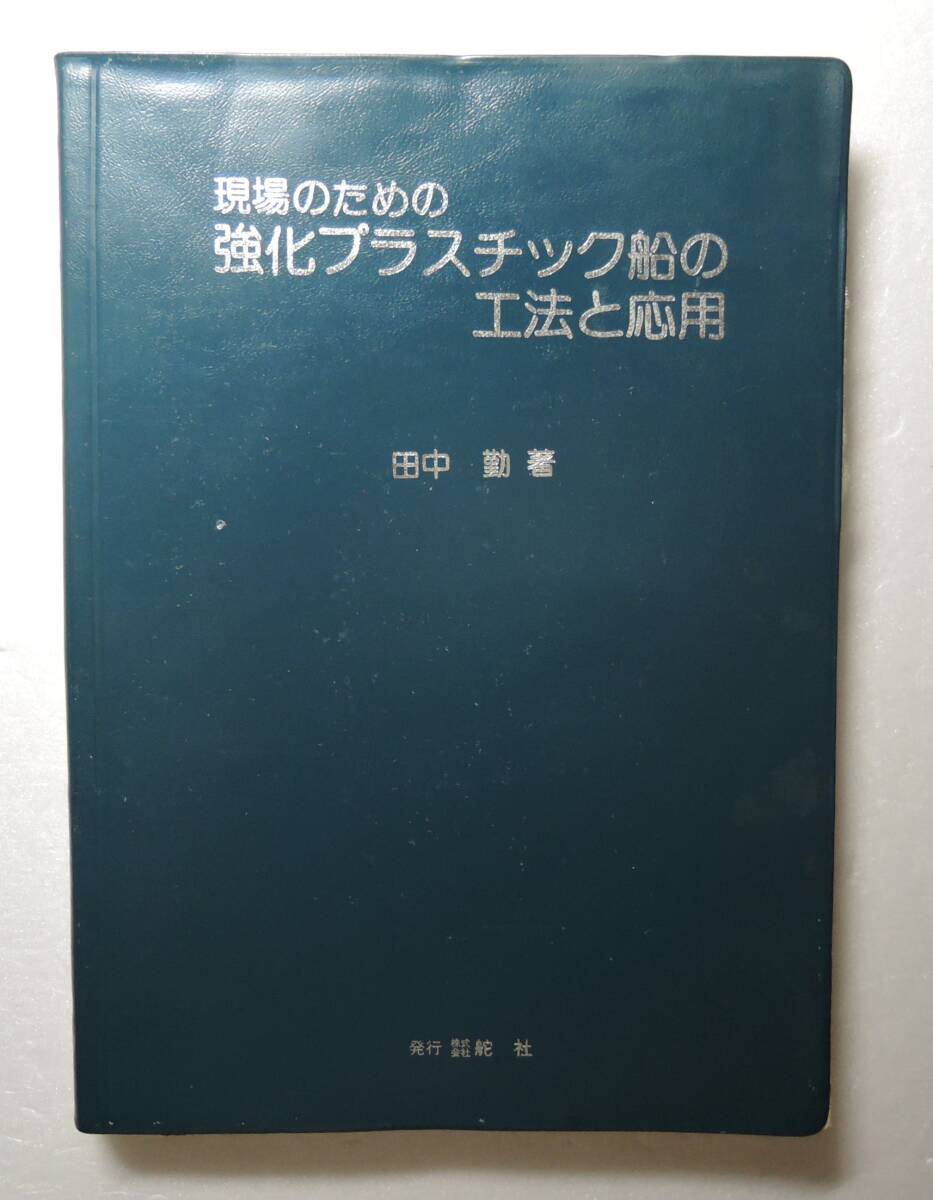 現場のための
強化プラスチック船の
工法と応用
田中 勤 著
発行 株式会社 舵 社